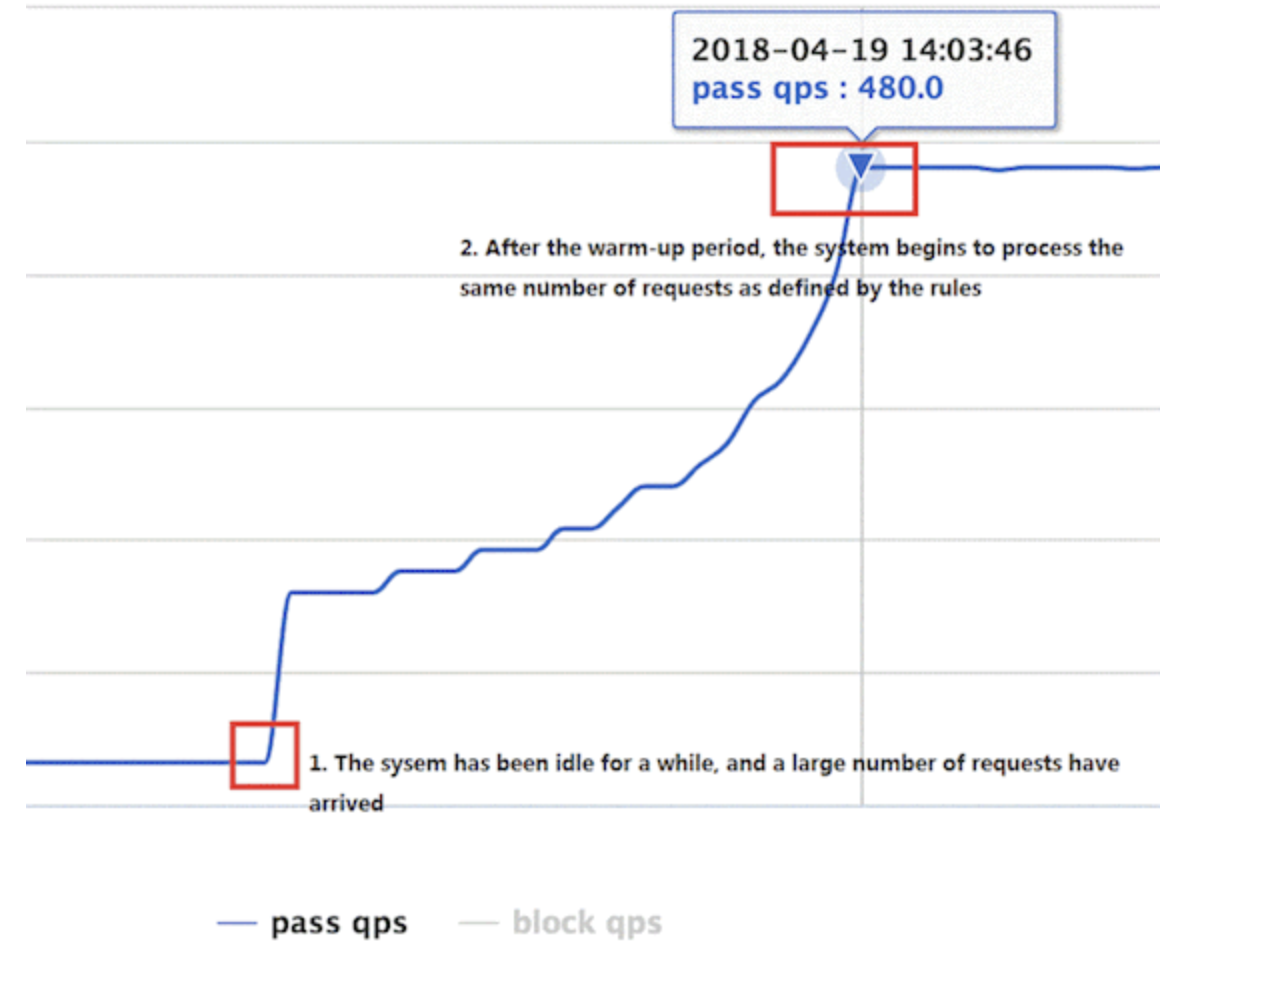 2018-04-19 14:03:46
pass qps : 480.0
2. After the warm-up period, the system begins to process the
same number of requests as defined by the rules
1. The sysem has been idle for a while, and a large number of requests have
arrived
pass qps
block qps